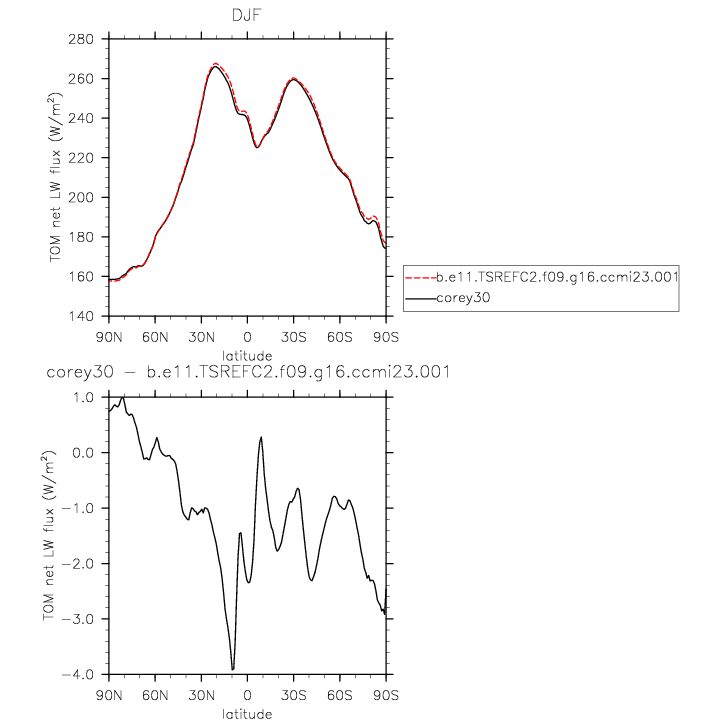 DJF
280
260
240
220
200
180
160
140
TOM net LW flux (W/m²)
90N 60N 30N 0 30S 60S 90S
latitude
b.e11.TSREFC2.f09.g16.ccmi23.001
corey30
corey30 − b.e11.TSREFC2.f09.g16.ccmi23.001
1.0
0.0
−1.0
−2.0
−3.0
−4.0
TOM net LW flux (W/m²)
90N 60N 30N 0 30S 60S 90S
latitude